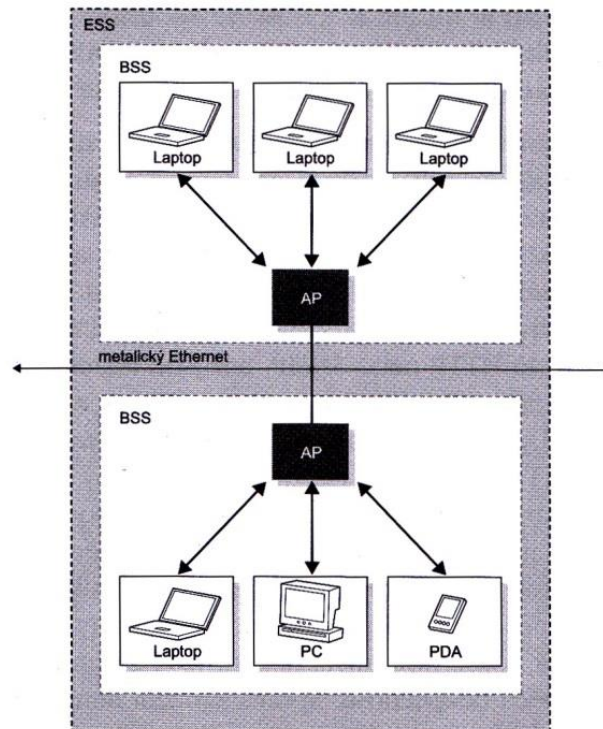 ESS
BSS
Laptop
Laptop
Laptop
AP
metalický Ethernet
BSS
AP
Laptop
PC
PDA